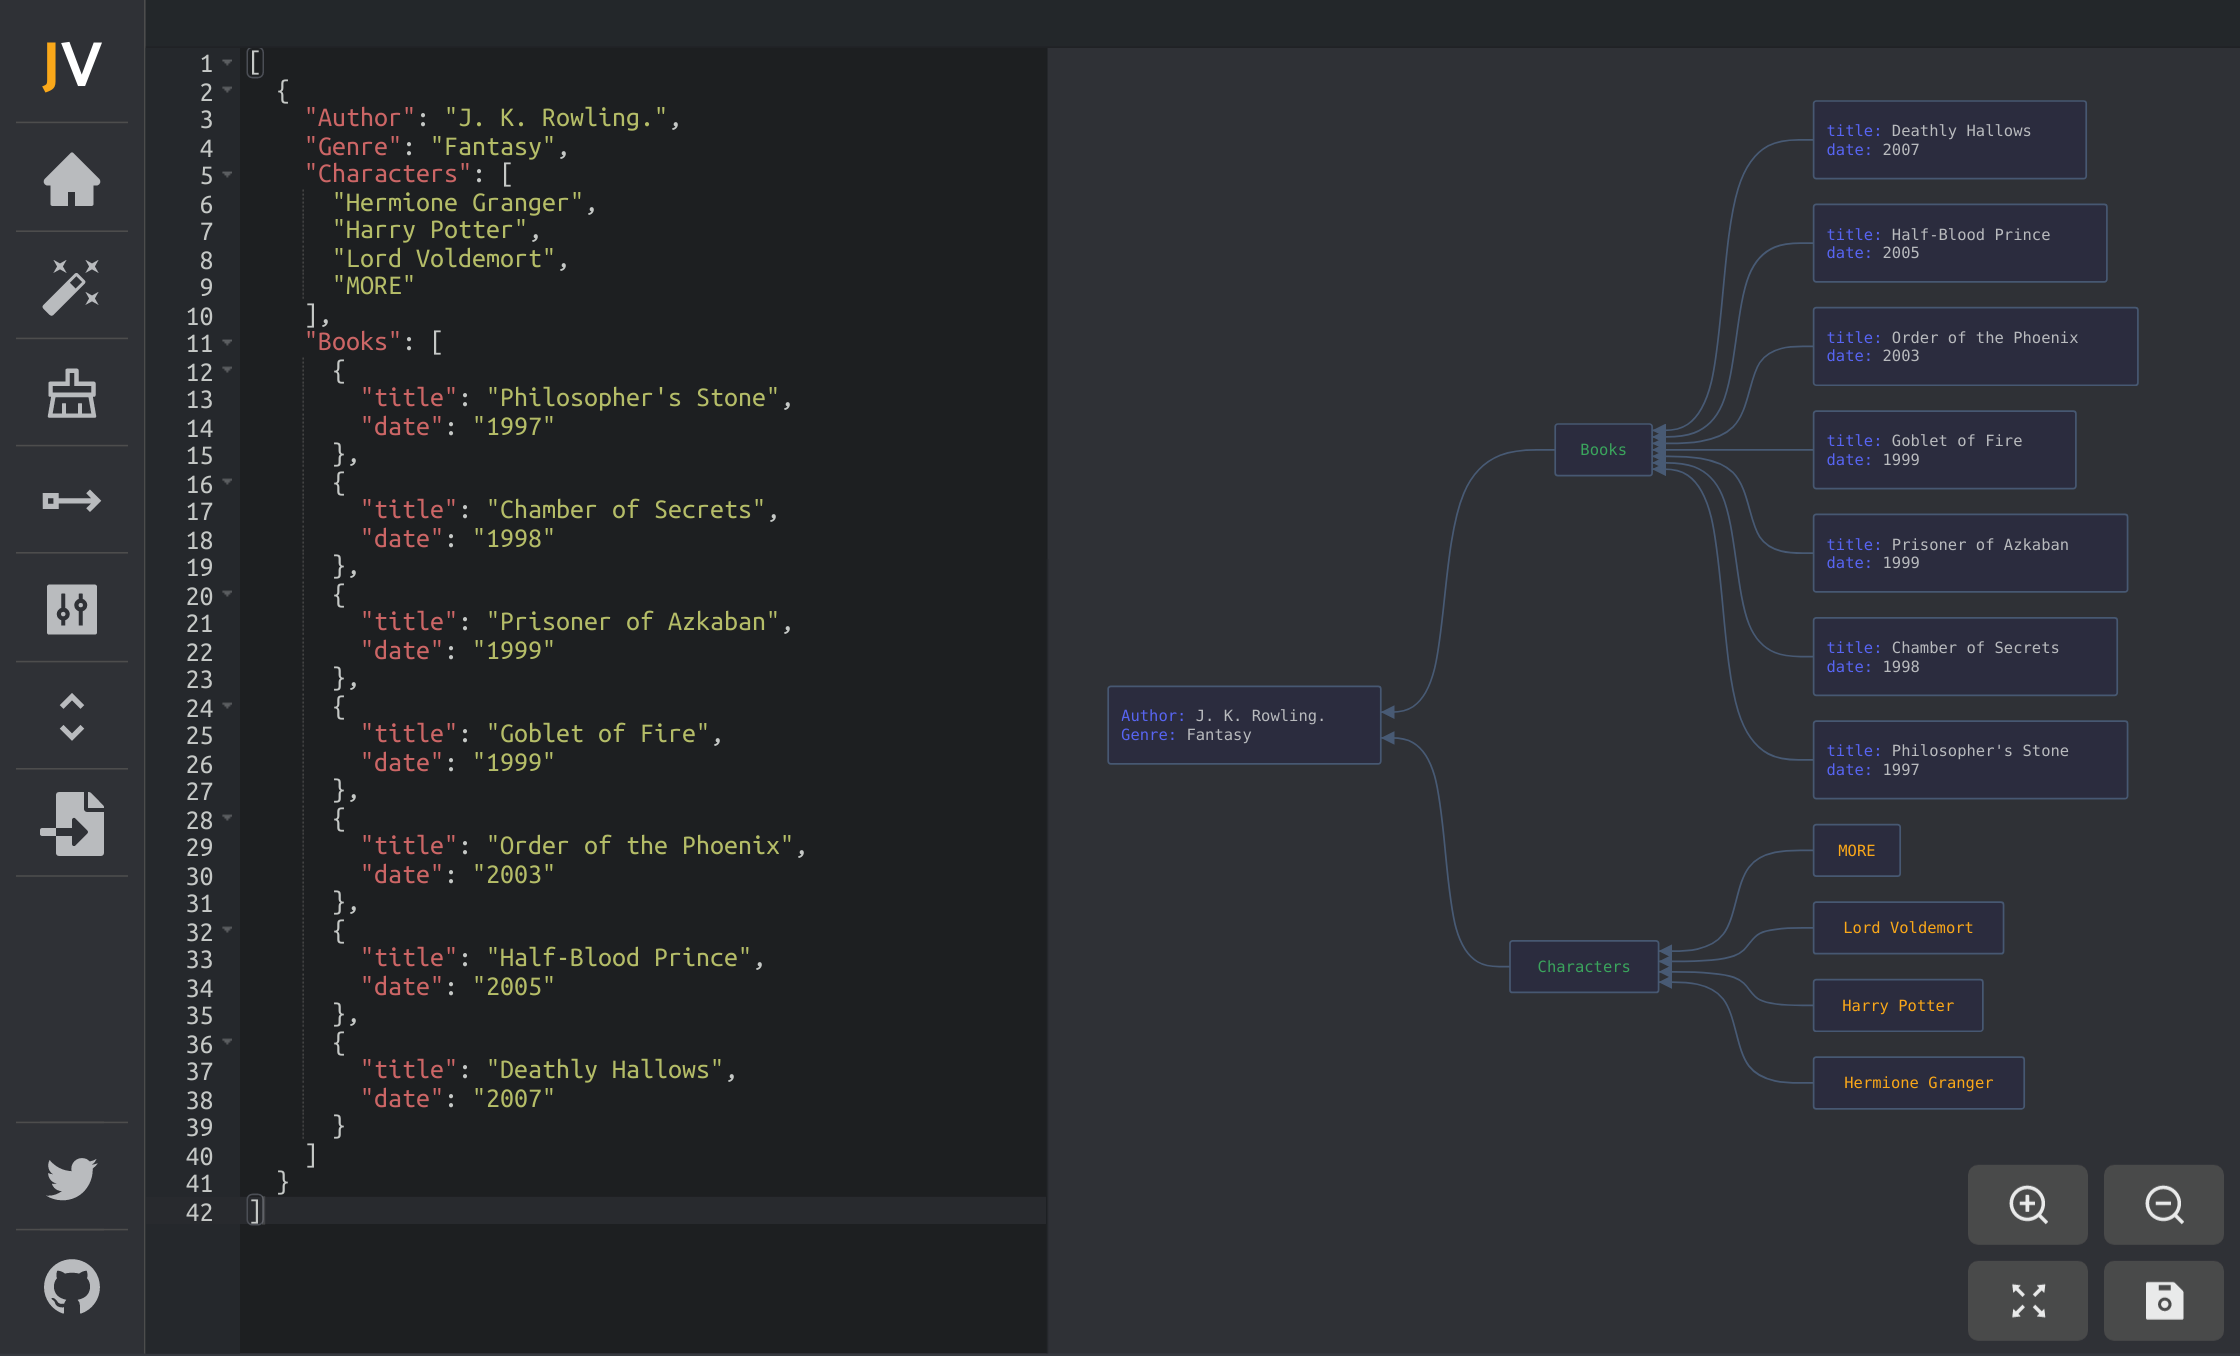 JV
1 [
2 {
3 "Author": "J. K. Rowling.",
4 "Genre": "Fantasy",
5 "Characters": [
6 "Hermione Granger",
7 "Harry Potter",
8 "Lord Voldemort",
9 "MORE"
10 ],
11 "Books": [
12 {
13 "title": "Philosopher's Stone",
14 "date": "1997"
15 },
16 {
17 "title": "Chamber of Secrets",
18 "date": "1998"
19 },
20 {
21 "title": "Prisoner of Azkaban",
22 "date": "1999"
23 },
24 {
25 "title": "Goblet of Fire",
26 "date": "1999"
27 },
28 {
29 "title": "Order of the Phoenix",
30 "date": "2003"
31 },
32 {
33 "title": "Half-Blood Prince",
34 "date": "2005"
35 },
36 {
37 "title": "Deathly Hallows",
38 "date": "2007"
39 }
40 ]
41 }
42 ]
Author: J. K. Rowling.
Genre: Fantasy
Books
title: Deathly Hallows
date: 2007
title: Half-Blood Prince
date: 2005
title: Order of the Phoenix
date: 2003
title: Goblet of Fire
date: 1999
title: Prisoner of Azkaban
date: 1999
title: Chamber of Secrets
date: 1998
title: Philosopher's Stone
date: 1997
Characters
MORE
Lord Voldemort
Harry Potter
Hermione Granger